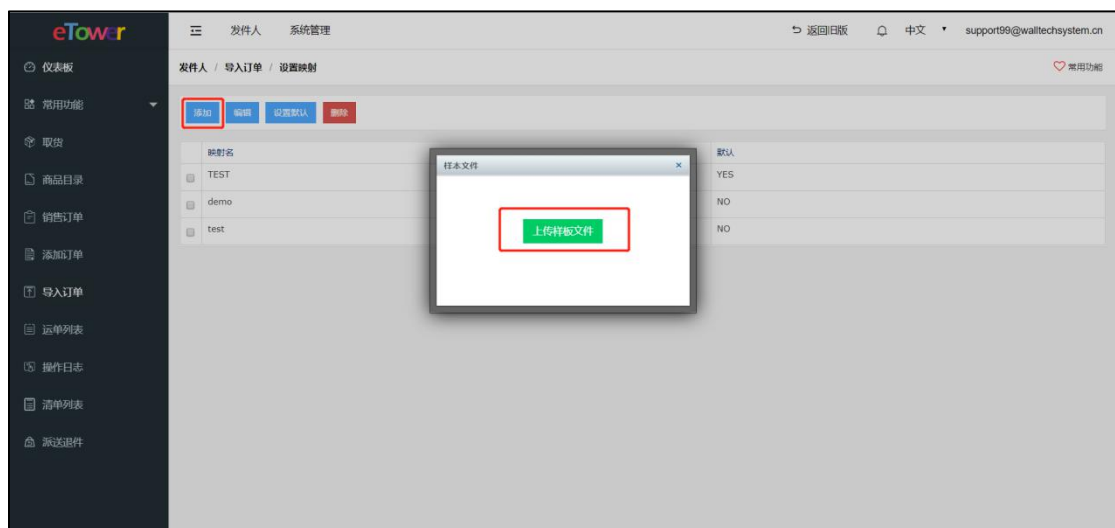 eTower
发件人 系统管理 返回旧版 中文 support99@walltechsystem.cn
仪表板
发件人 / 导入订单 / 设置映射 常用功能
常用功能
添加 编辑 设置默认 删除
取货
映射名 默认
样本文件 ×
商品目录
TEST YES
demo NO
销售订单
test NO
上传样板文件
添加订单
导入订单
运单列表
操作日志
清单列表
派送退件